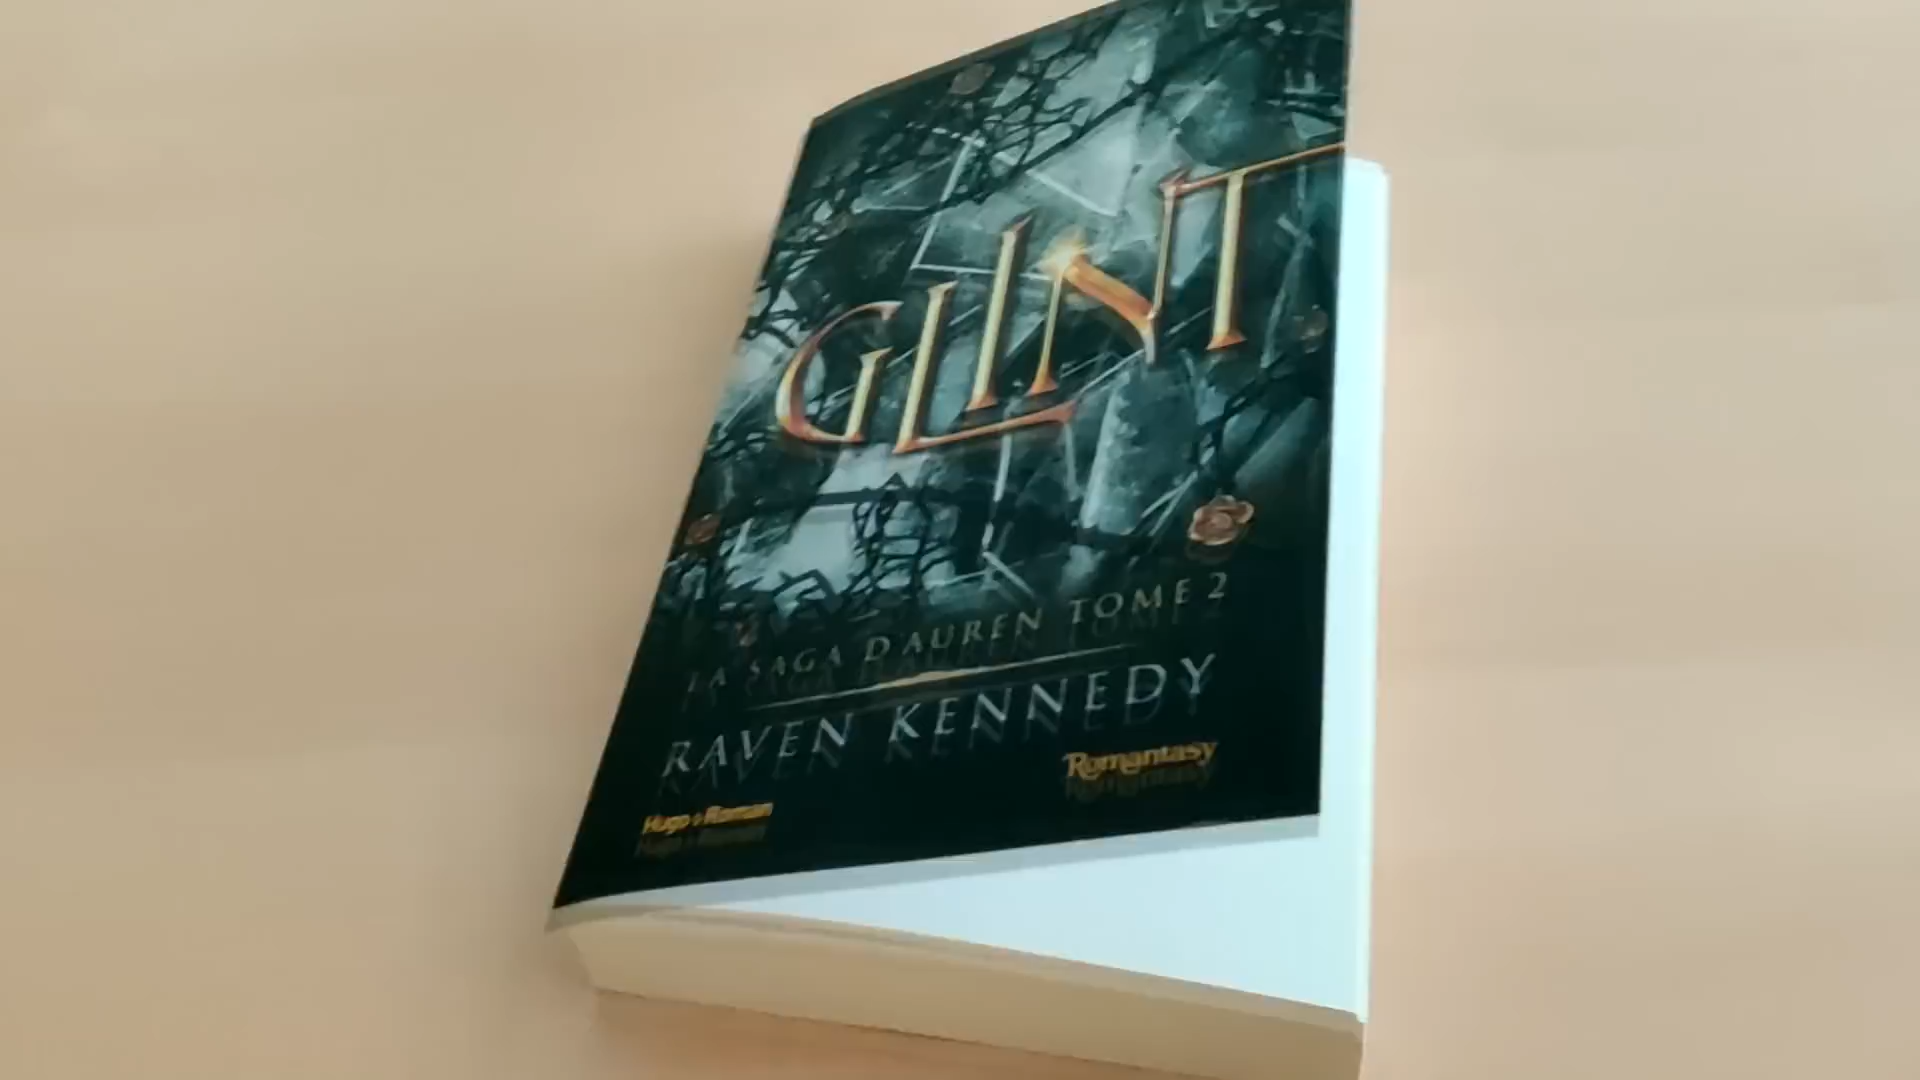 GLINT
LA SAGA D'AUREN TOME 2
RAVEN KENNEDY
Romantasy
Hugo Roman